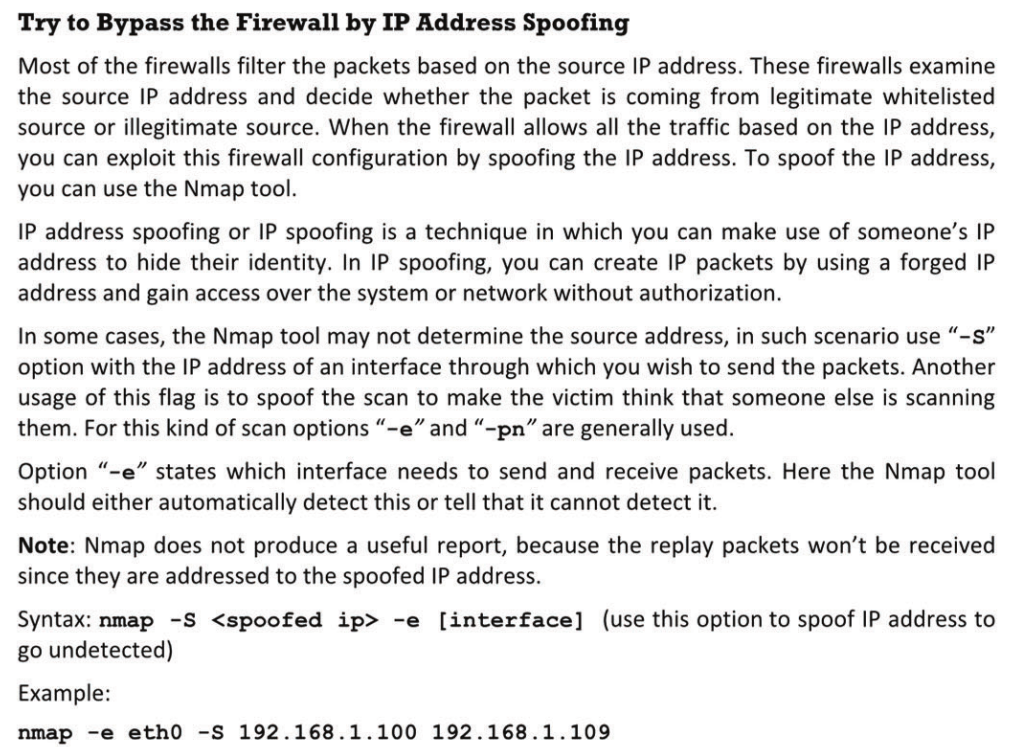 Try to Bypass the Firewall by IP Address Spoofing
Most of the firewalls filter the packets based on the source IP address. These firewalls examine
the source IP address and decide whether the packet is coming from legitimate whitelisted
source or illegitimate source. When the firewall allows all the traffic based on the IP address,
you can exploit this firewall configuration by spoofing the IP address. To spoof the IP address,
you can use the Nmap tool.
IP address spoofing or IP spoofing is a technique in which you can make use of someone’s IP
address to hide their identity. In IP spoofing, you can create IP packets by using a forged IP
address and gain access over the system or network without authorization.
In some cases, the Nmap tool may not determine the source address, in such scenario use “-S”
option with the IP address of an interface through which you wish to send the packets. Another
usage of this flag is to spoof the scan to make the victim think that someone else is scanning
them. For this kind of scan options “-e” and “-pn” are generally used.
Option “-e” states which interface needs to send and receive packets. Here the Nmap tool
should either automatically detect this or tell that it cannot detect it.
Note: Nmap does not produce a useful report, because the replay packets won’t be received
since they are addressed to the spoofed IP address.
Syntax: nmap -S <spoofed ip> -e [interface] (use this option to spoof IP address to
go undetected)
Example:
nmap -e eth0 -S 192.168.1.100 192.168.1.109